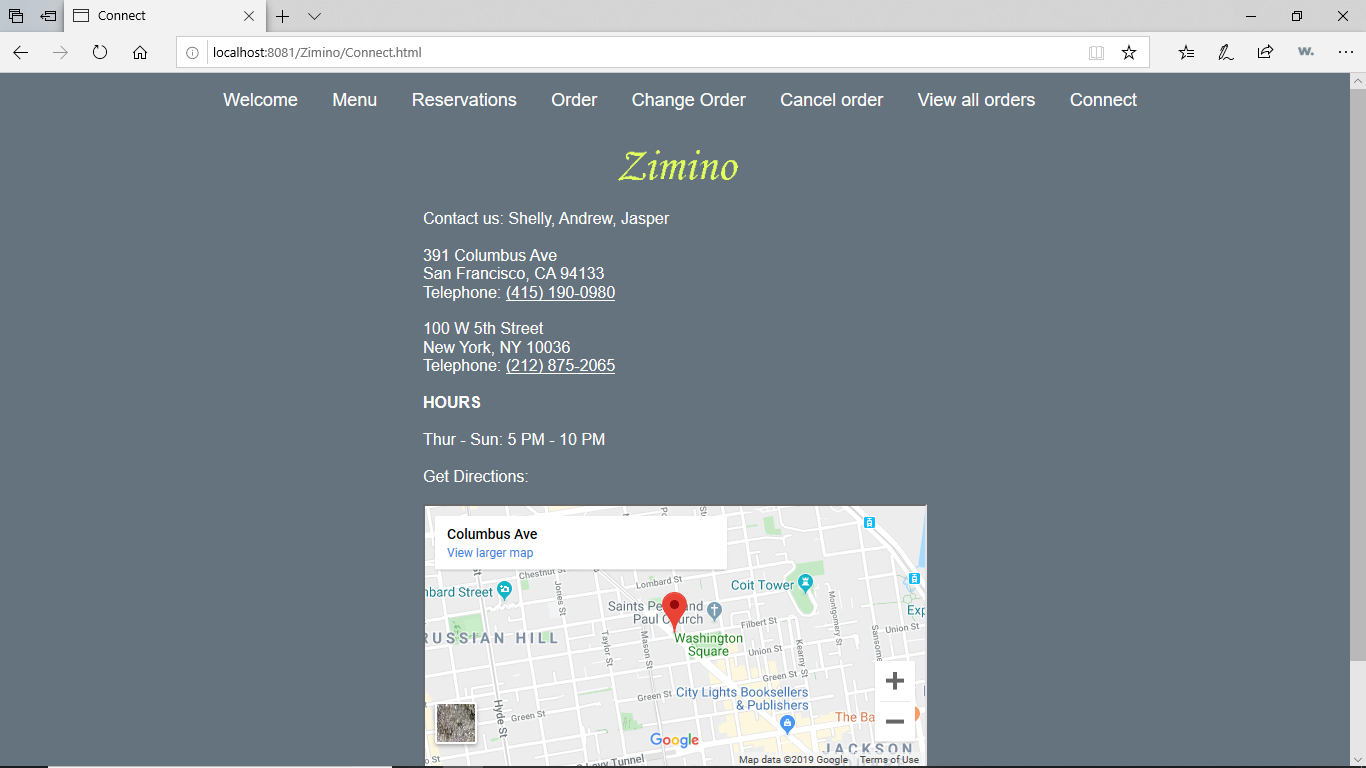 Connect
localhost:8081/Zimino/Connect.html
w.
Welcome Menu Reservations Order Change Order Cancel order View all orders Connect
Zimino
Contact us: Shelly, Andrew, Jasper
391 Columbus Ave
San Francisco, CA 94133
Telephone: (415) 190-0980
100 W 5th Street
New York, NY 10036
Telephone: (212) 875-2065
HOURS
Thur - Sun: 5 PM - 10 PM
Get Directions:
Columbus Ave
View larger map
Chestnut St
Lombard St
Coit Tower
mbard Street
Jones St
Saints Pe and
Paul Church
Filbert St
Montgomery St
Exp
RUSSIAN HILL
Taylor St
Mason St
Washington
Square
Union St
Kearny St
Sansome
Union St
Green St
City Lights Booksellers
& Publishers
Green St
Green St
Hyde St
The Ba
Google
JACKSON
Map data ©2019 Google Terms of Use